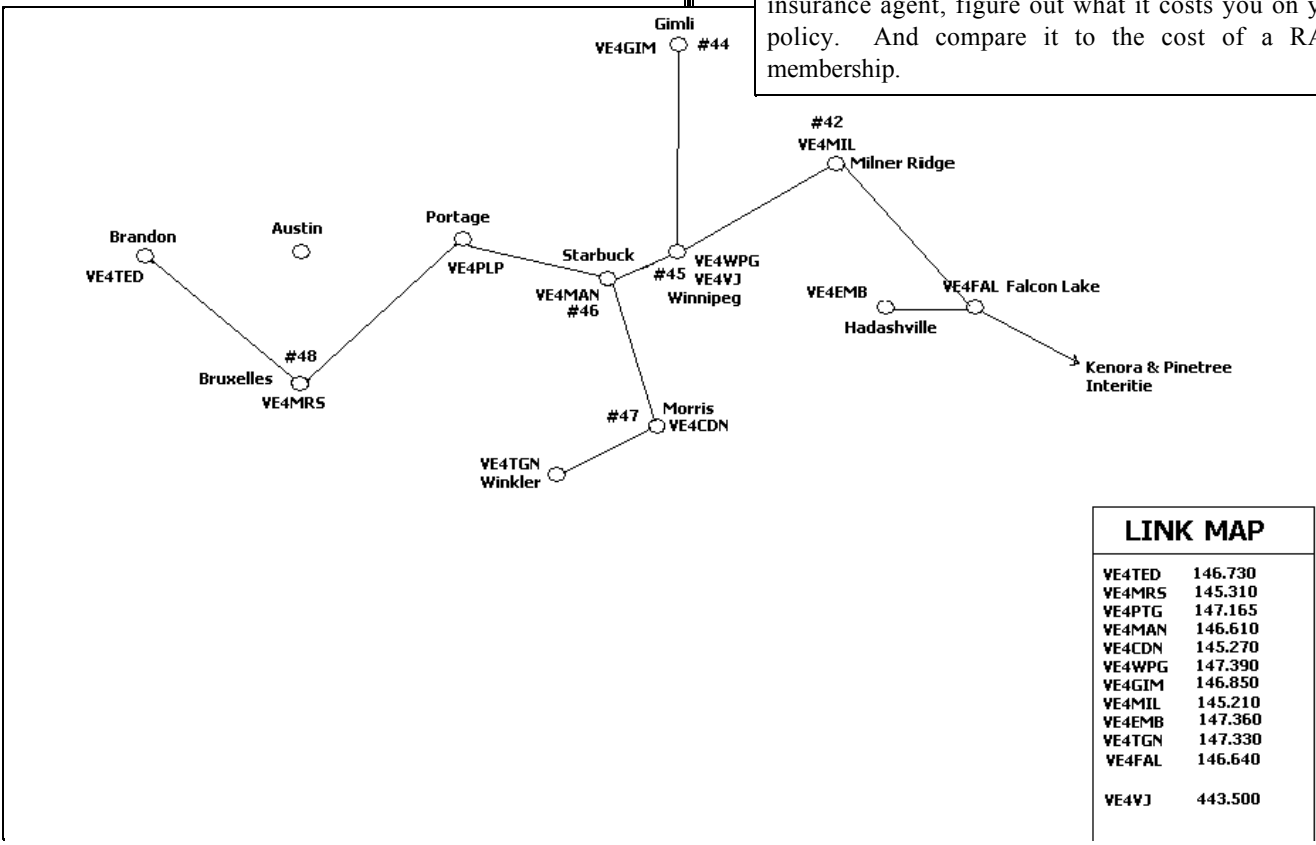 insurance agent, figure out what it costs you on
policy. And compare it to the cost of a
membership.
Gimli
VE4GIM #44
#42
VE4MIL
Milner Ridge
Portage
VE4PLP
Austin
Brandon
VE4TED
Starbuck
VE4MAN
#46
#45 VE4WPG
VE4VJ
Winnipeg
VE4EMB
Hadashville
VE4FAL Falcon Lake
Kenora & Pinetree
Interitie
#48
Bruxelles
VE4MRS
#47 Morris
VE4CDN
VE4TGN
Winkler
LINK MAP
VE4TED 146.730
VE4MRS 145.310
VE4PTG 147.165
VE4MAN 146.610
VE4CDN 145.270
VE4WPG 147.390
VE4GIM 146.850
VE4MIL 145.210
VE4EMB 147.360
VE4TGN 147.330
VE4FAL 146.640
VE4VJ 443.500